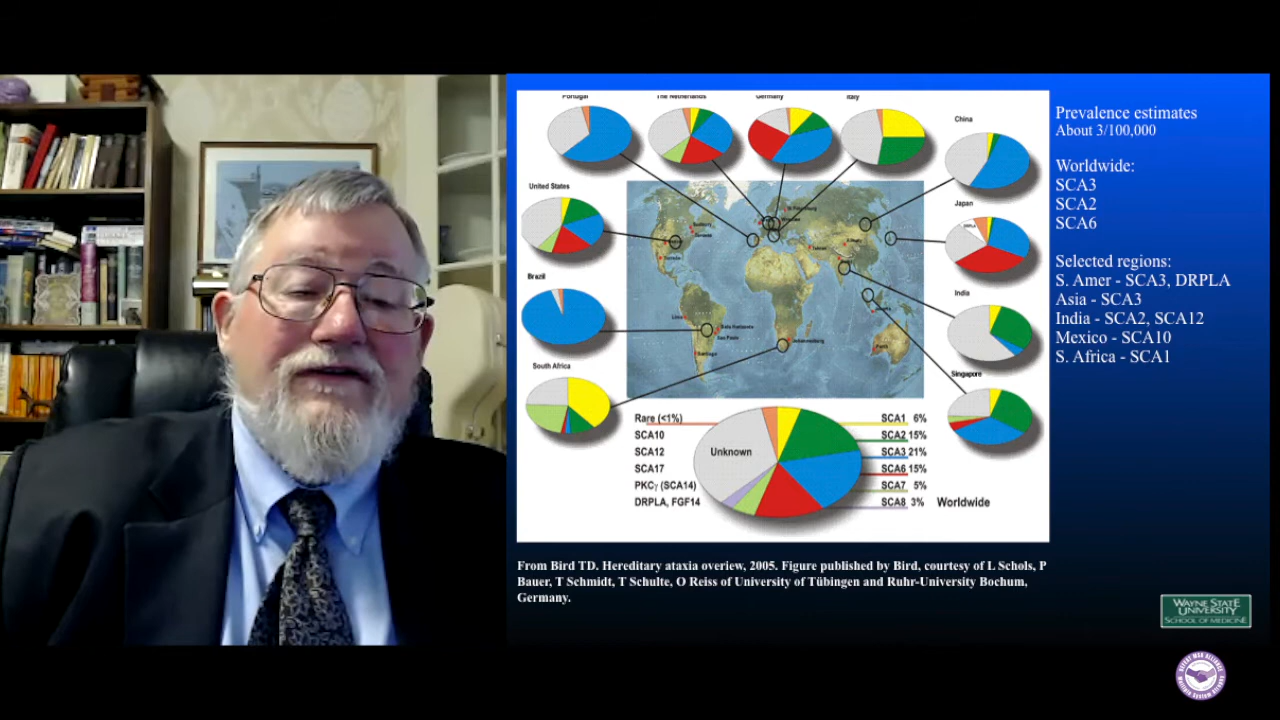 Portugal
The Netherlands
Germany
Italy
China
United States
Japan
Brazil
India
South Africa
Singapore
Rare (<1%)
SCA10
SCA12
SCA17
PKCγ (SCA14)
DRPLA, FGF14
Unknown
SCA1 6%
SCA2 15%
SCA3 21%
SCA6 15%
SCA7 5%
SCA8 3%
Worldwide
From Bird TD. Hereditary ataxia overiew, 2005. Figure published by Bird, courtesy of L Schols, P
Bauer, T Schmidt, T Schulte, O Reiss of University of Tübingen and Ruhr-University Bochum,
Germany.
Prevalence estimates
About 3/100,000
Worldwide:
SCA3
SCA2
SCA6
Selected regions:
S. Amer - SCA3, DRPLA
Asia - SCA3
India - SCA2, SCA12
Mexico - SCA10
S. Africa - SCA1
WAYNE STATE
UNIVERSITY
SCHOOL OF MEDICINE